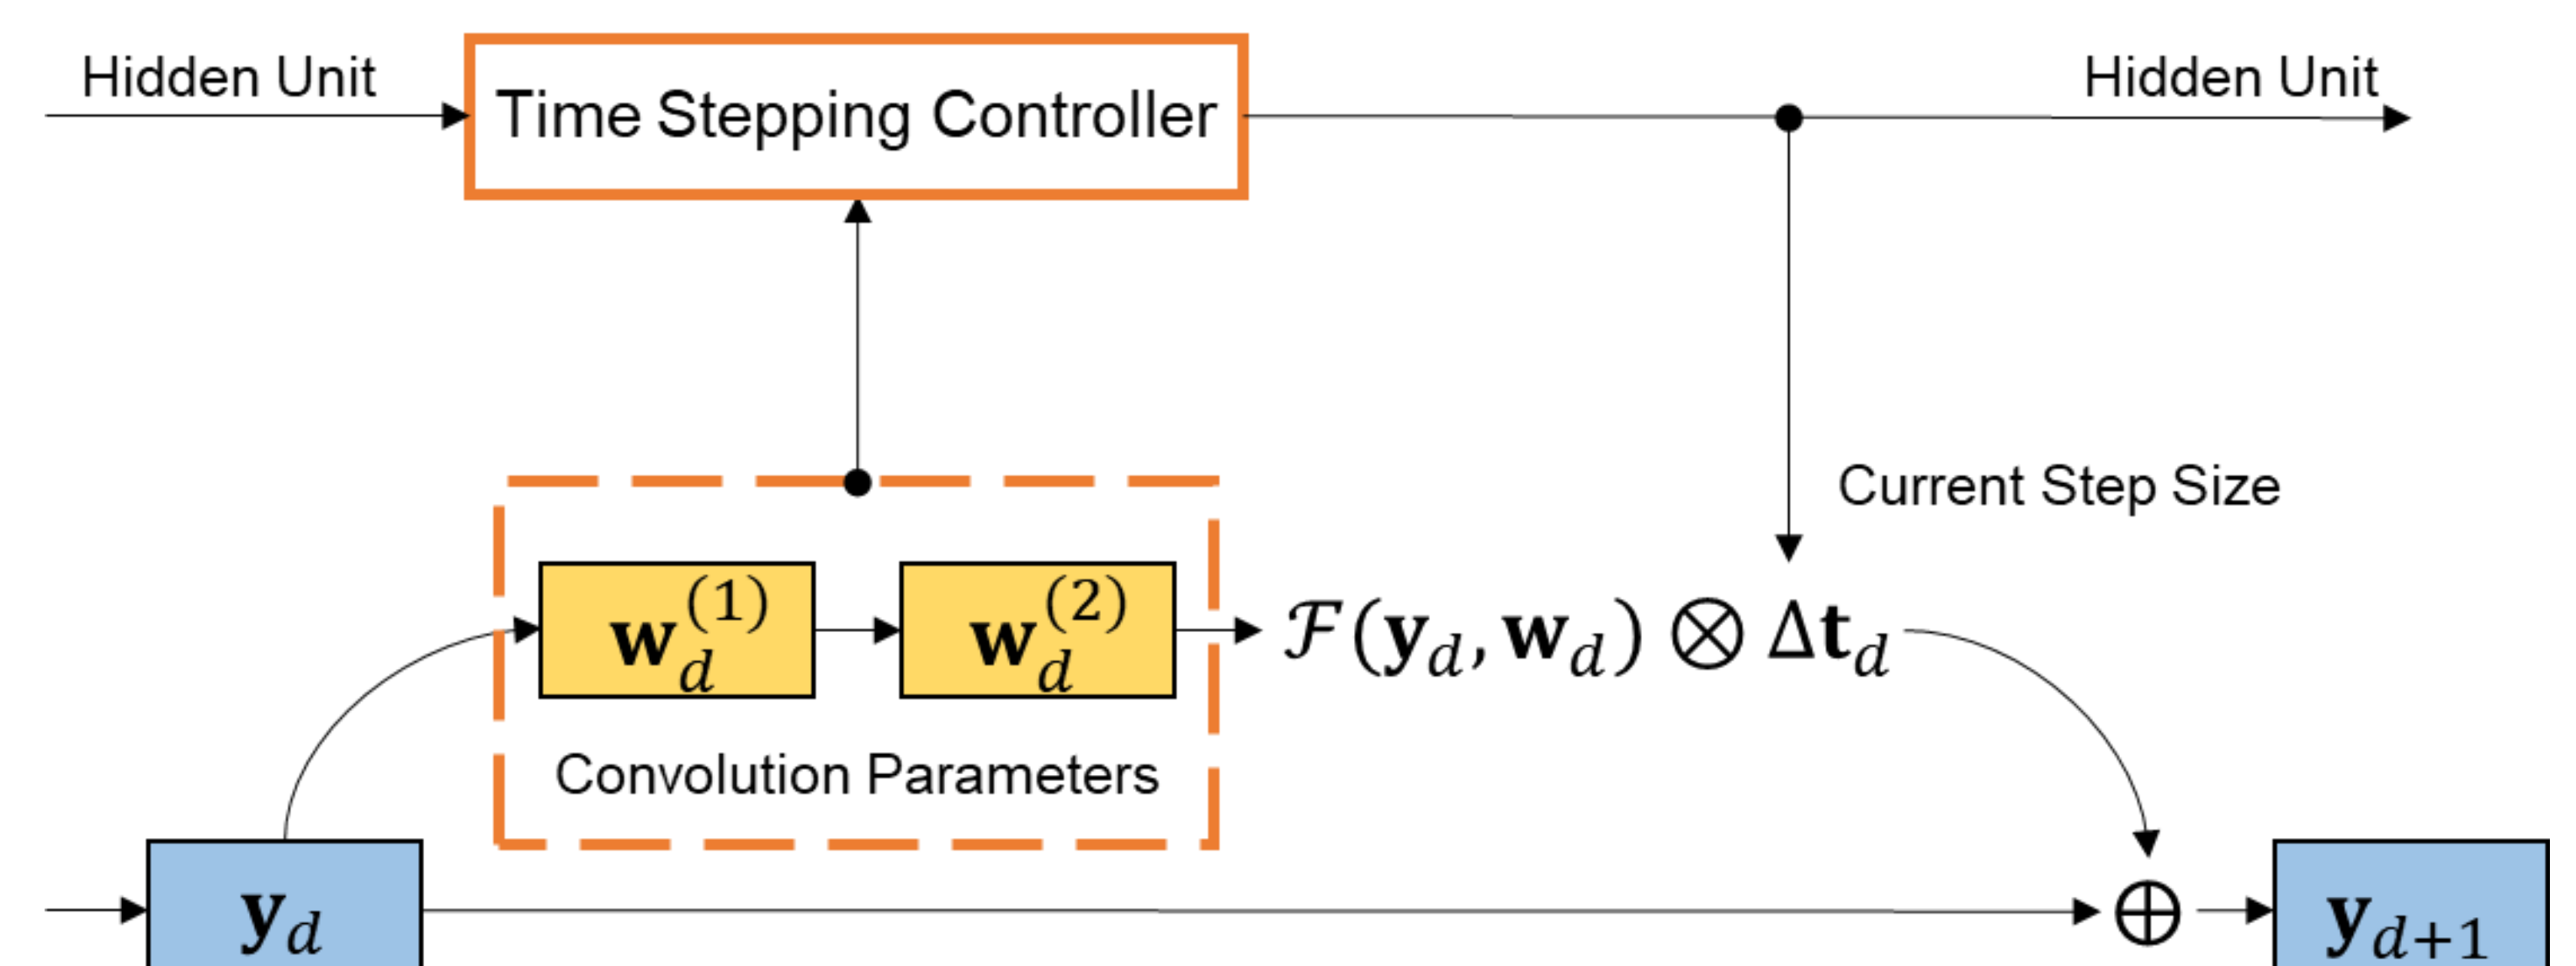 Hidden Unit
Time Stepping Controller
Hidden Unit
Current Step Size
𝐰_d^(1)
𝐰_d^(2)
ℱ(𝐲_d, 𝐰_d) ⊗ Δ𝐭_d
Convolution Parameters
𝐲_d
⊕
𝐲_{d+1}